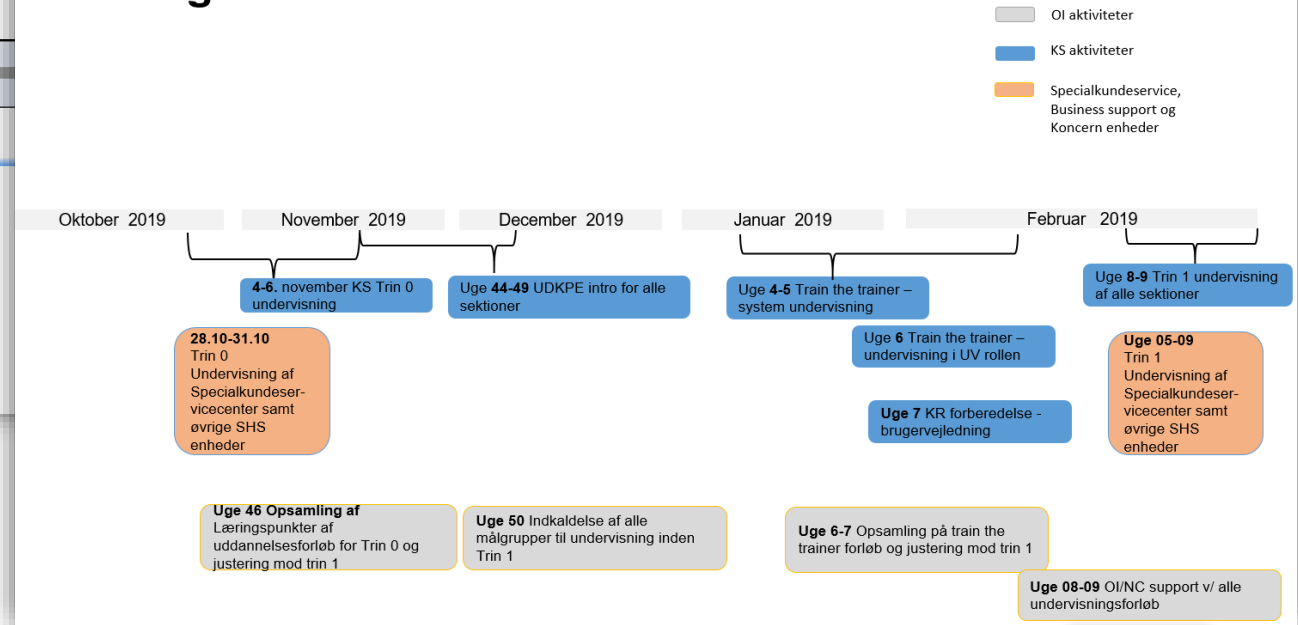 g
OI aktiviteter
KS aktiviteter
Specialkundeservice,
Business support og
Koncern enheder
Oktober 2019
November 2019
December 2019
Januar 2019
Februar 2019
4-6. november KS Trin 0
undervisning
Uge 44-49 UDKPE intro for alle
sektioner
Uge 4-5 Train the trainer –
system undervisning
Uge 8-9 Trin 1 undervisning
af alle sektioner
28.10-31.10
Trin 0
Undervisning af
Specialkundeser-
vicecenter samt
øvrige SHS
enheder
Uge 6 Train the trainer –
undervisning i UV rollen
Uge 7 KR forberedelse -
brugervejledning
Uge 05-09
Trin 1
Undervisning af
Specialkundeser-
vicecenter samt
øvrige SHS
enheder
Uge 46 Opsamling af
Læringspunkter af
uddannelsesforløb for Trin 0 og
justering mod trin 1
Uge 50 Indkaldelse af alle
målgrupper til undervisning inden
Trin 1
Uge 6-7 Opsamling på train the
trainer forløb og justering mod trin 1
Uge 08-09 OI/NC support v/ alle
undervisningsforløb